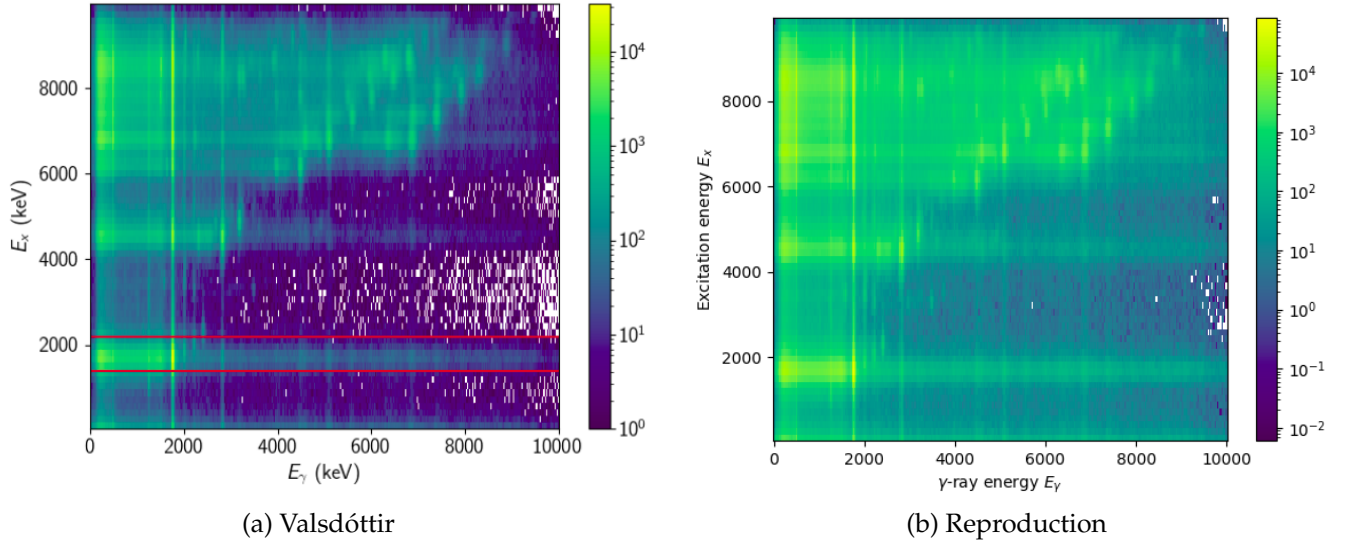 8000
6000
4000
2000
0
E_x (keV)
0 2000 4000 6000 8000 10000
E_γ (keV)
10^4
10^3
10^2
10^1
10^0
(a) Valsdóttir
8000
6000
4000
2000
Excitation energy E_x
0 2000 4000 6000 8000 10000
γ-ray energy E_γ
10^4
10^3
10^2
10^1
10^0
10^−1
10^−2
(b) Reproduction